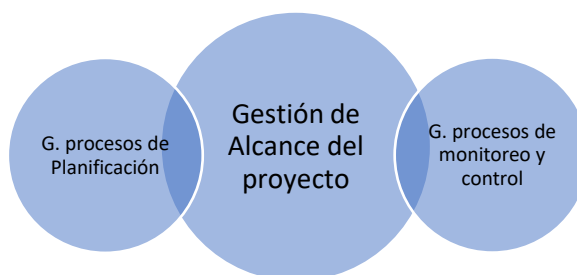 G. procesos de
Planificación
Gestión de
Alcance del
proyecto
G. procesos de
monitoreo y
control